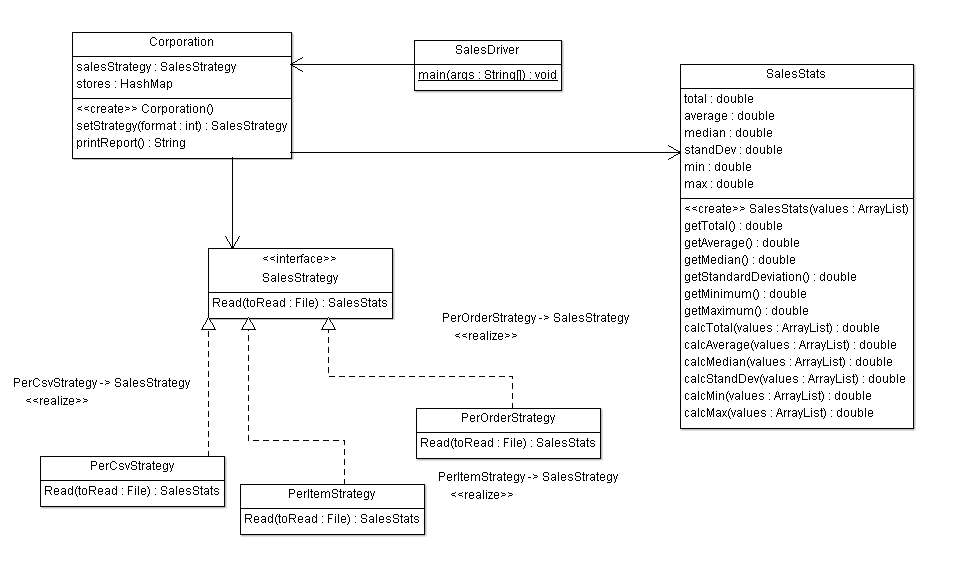 Corporation
salesStrategy : SalesStrategy
stores : HashMap
<<create>> Corporation()
setStrategy(format : int) : SalesStrategy
printReport() : String
SalesDriver
main(args : String[]) : void
SalesStats
total : double
average : double
median : double
standDev : double
min : double
max : double
<<create>> SalesStats(values : ArrayList)
getTotal() : double
getAverage() : double
getMedian() : double
getStandardDeviation() : double
getMinimum() : double
getMaximum() : double
calcTotal(values : ArrayList) : double
calcAverage(values : ArrayList) : double
calcMedian(values : ArrayList) : double
calcStandDev(values : ArrayList) : double
calcMin(values : ArrayList) : double
calcMax(values : ArrayList) : double
<<interface>>
SalesStrategy
Read(toRead : File) : SalesStats
PerOrderStrategy -> SalesStrategy
<<realize>>
PerCsvStrategy -> SalesStrategy
<<realize>>
PerOrderStrategy
Read(toRead : File) : SalesStats
PerCsvStrategy
Read(toRead : File) : SalesStats
PerItemStrategy -> SalesStrategy
<<realize>>
PerItemStrategy
Read(toRead : File) : SalesStats